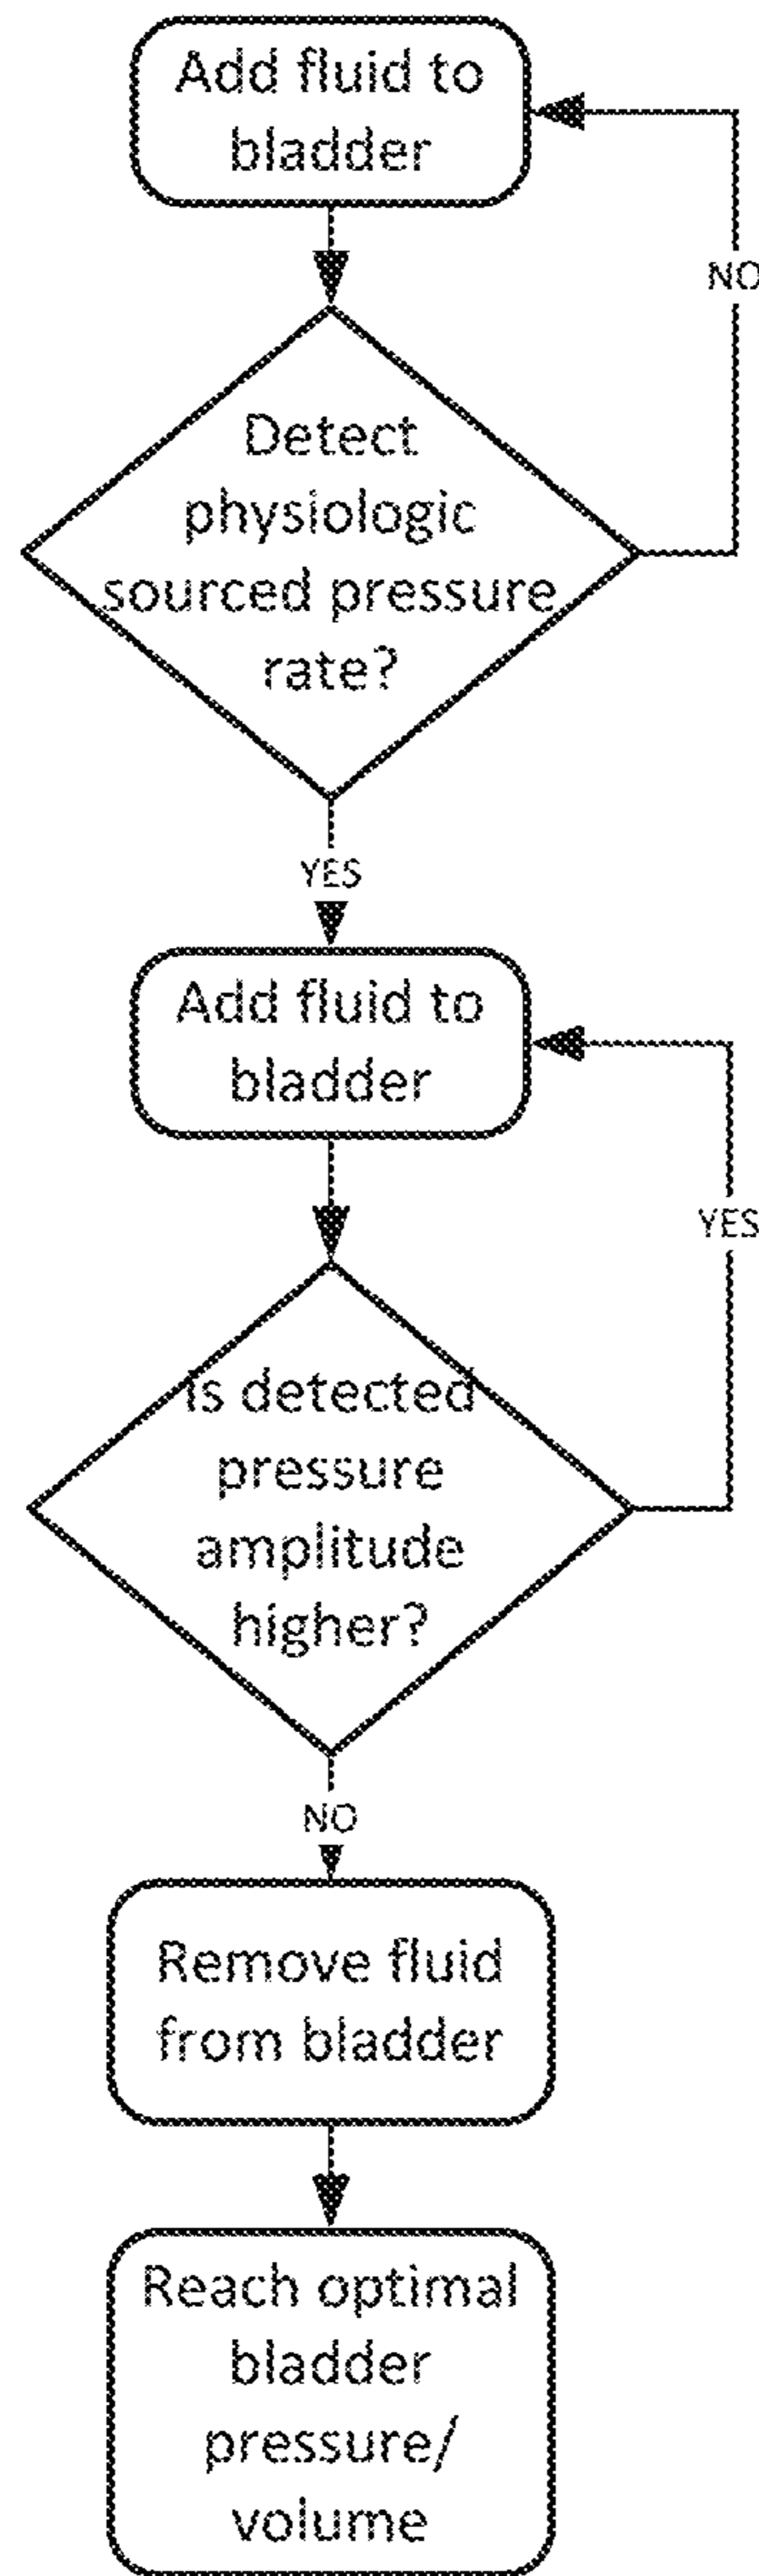 Add fluid to
bladder
NO
Detect
physiologic
sourced pressure
rate?
YES
Add fluid to
bladder
YES
Is detected
pressure
amplitude
higher?
NO
Remove fluid
from bladder
Reach optimal
bladder
pressure/
volume